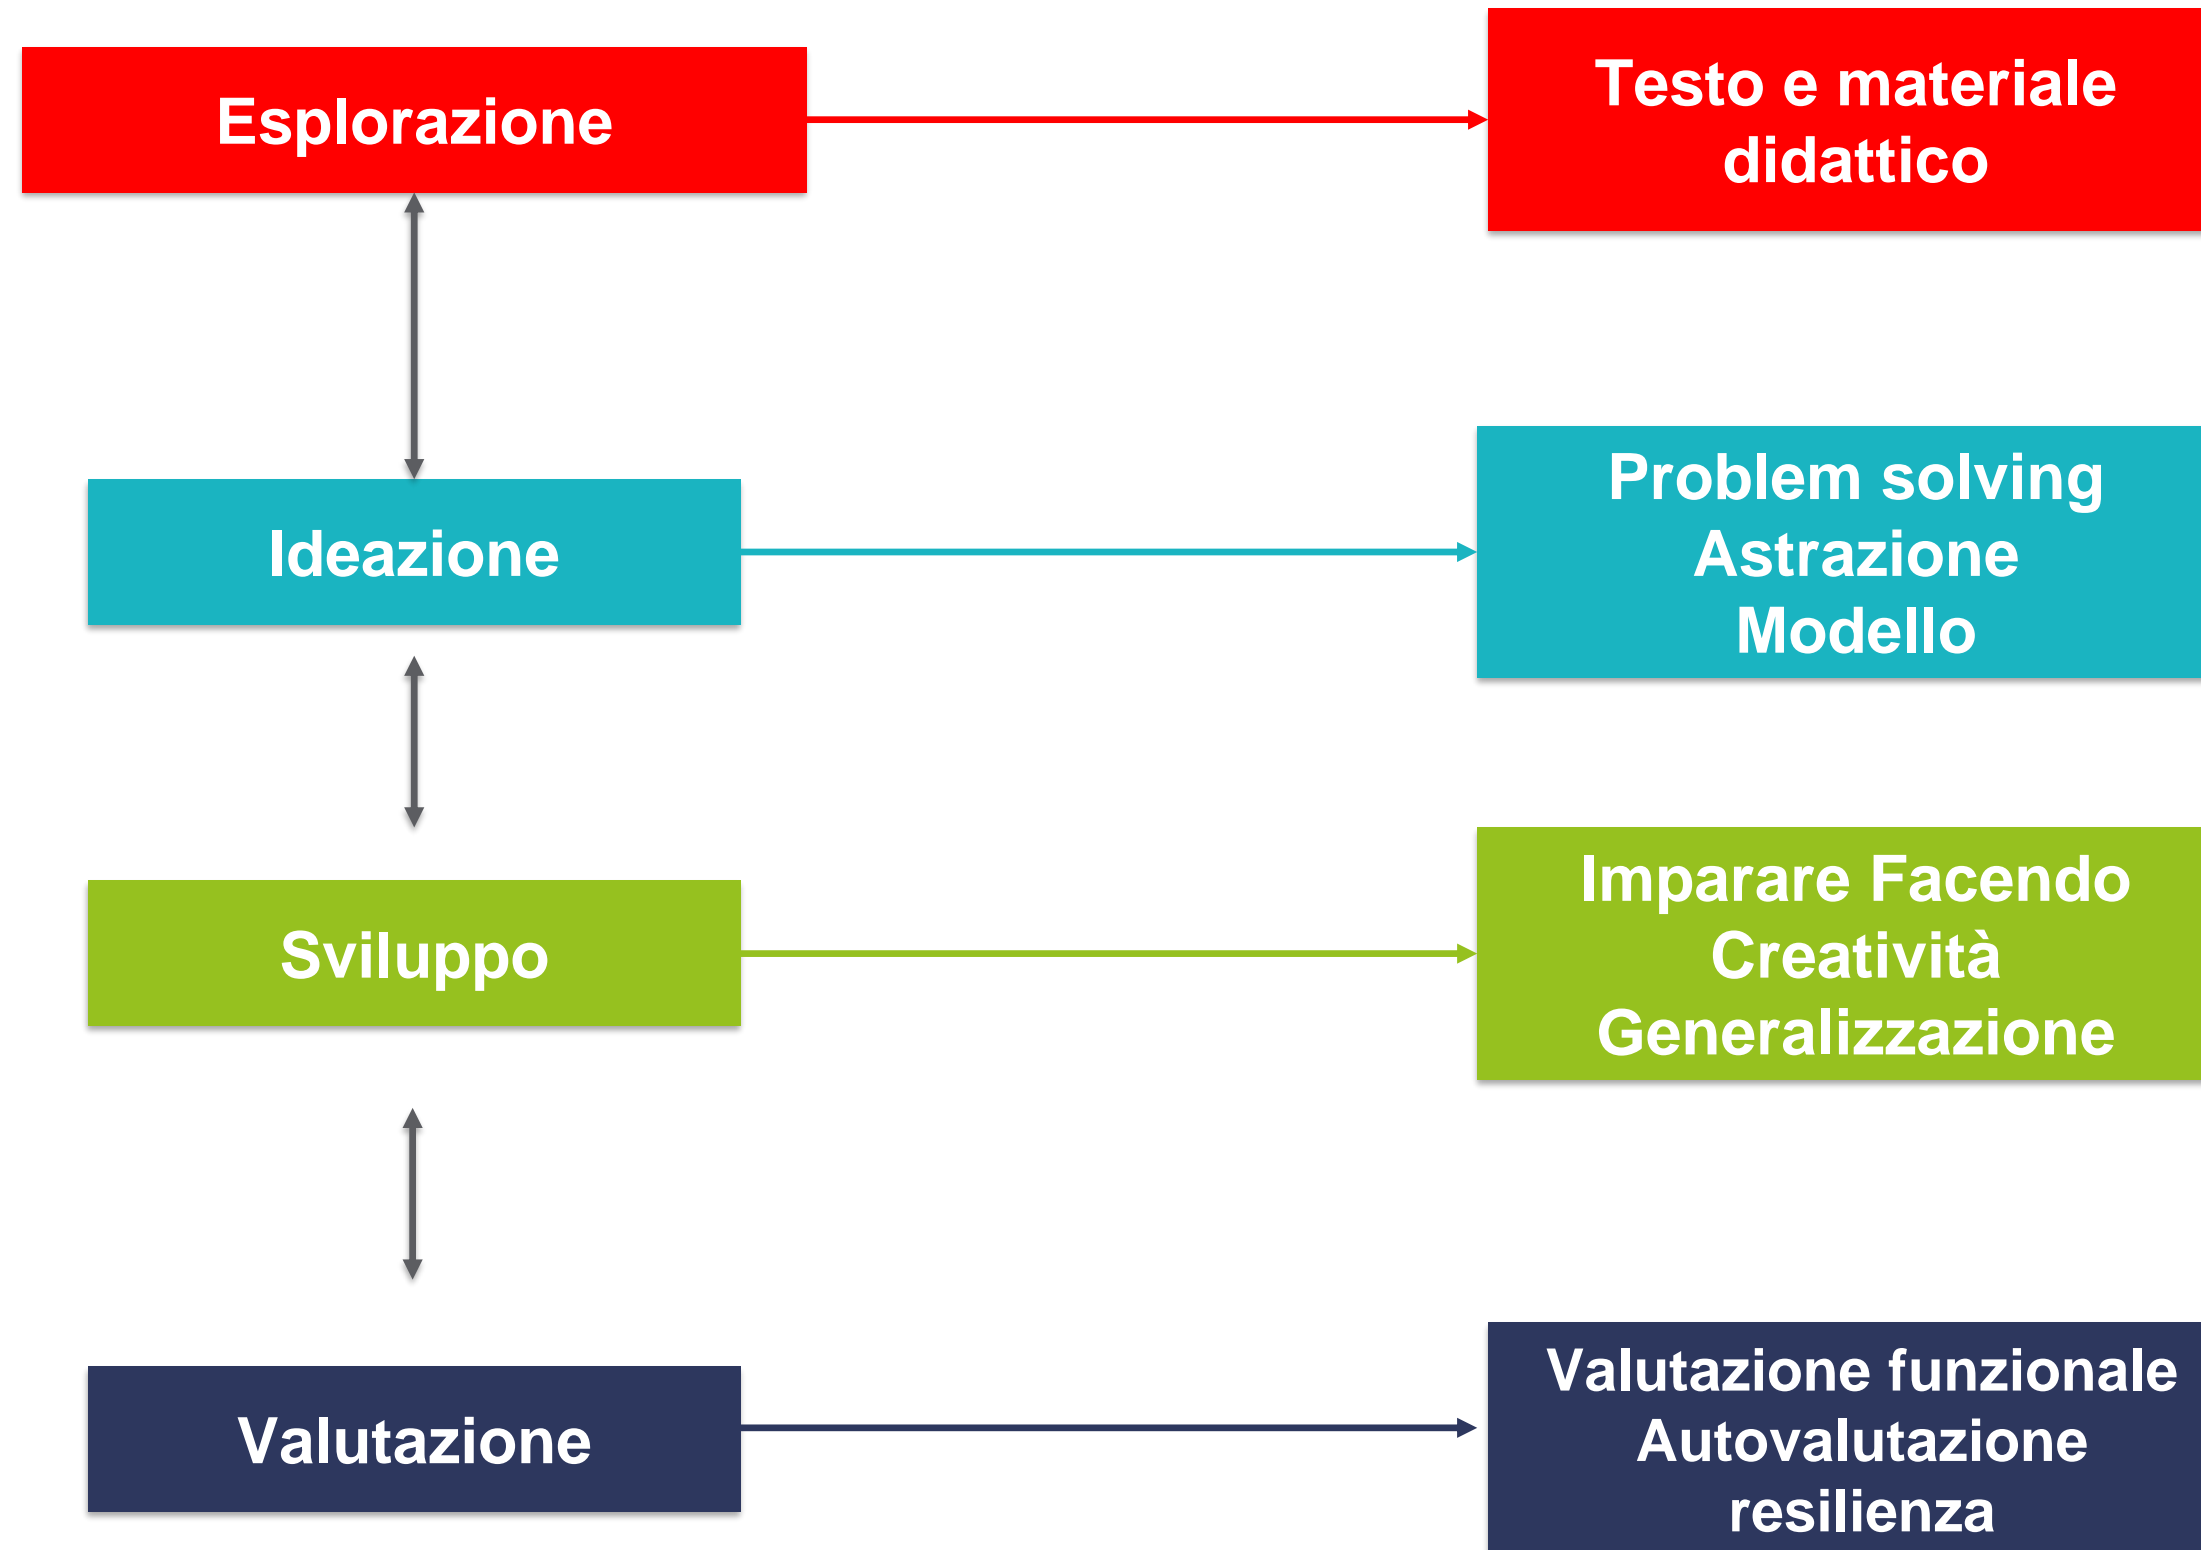 Esplorazione
Testo e materiale
didattico
Ideazione
Problem solving
Astrazione
Modello
Sviluppo
Imparare Facendo
Creatività
Generalizzazione
Valutazione
Valutazione funzionale
Autovalutazione
resilienza